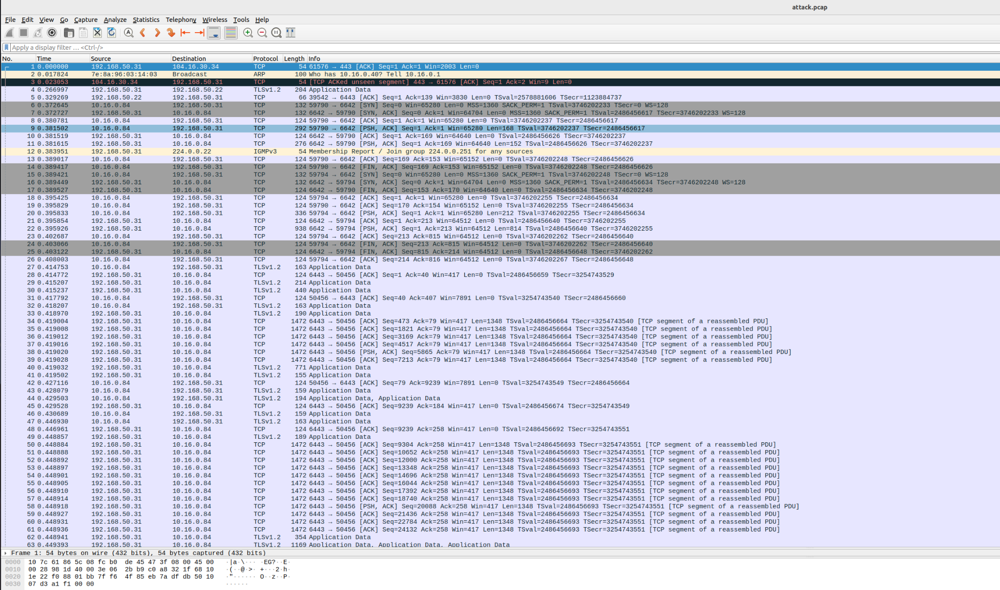 attack.pcap
File Edit View Go Capture Analyze Statistics Telephony Wireless Tools Help
Apply a display filter … <Ctrl-/>
No. Time Source Destination Protocol Length Info
1 0.000000 192.168.50.31 104.16.30.34 TCP 54 61576 → 443 [ACK] Seq=1 Ack=1 Win=2003 Len=0
2 0.017824 7e:8a:96:03:14:03 Broadcast ARP 100 Who has 10.16.0.40? Tell 10.16.0.1
3 0.023053 104.16.30.34 192.168.50.31 TCP 54 [TCP ACKed unseen segment] 443 → 61576 [ACK] Seq=1 Ack=2 Win=9 Len=0
4 0.266997 192.168.50.31 192.168.50.22 TLSv1.2 204 Application Data
5 0.329269 192.168.50.22 192.168.50.31 TCP 66 39542 → 6443 [ACK] Seq=1 Ack=139 Win=3830 Len=0 TSval=2578881606 TSecr=1123884737
6 0.372645 10.16.0.84 192.168.50.31 TCP 132 59790 → 6642 [SYN] Seq=0 Win=65280 Len=0 MSS=1360 SACK_PERM=1 TSval=3746202233 TSecr=0 WS=128
7 0.372727 192.168.50.31 10.16.0.84 TCP 132 6642 → 59790 [SYN, ACK] Seq=0 Ack=1 Win=64704 Len=0 MSS=1360 SACK_PERM=1 TSval=2486456617 TSecr=3746202233 WS=128
8 0.380781 10.16.0.84 192.168.50.31 TCP 124 59790 → 6642 [ACK] Seq=1 Ack=1 Win=65280 Len=0 TSval=3746202237 TSecr=2486456617
9 0.381502 10.16.0.84 192.168.50.31 TCP 292 59790 → 6642 [PSH, ACK] Seq=1 Ack=1 Win=65280 Len=168 TSval=3746202237 TSecr=2486456617
10 0.381519 192.168.50.31 10.16.0.84 TCP 124 6642 → 59790 [ACK] Seq=1 Ack=169 Win=64640 Len=0 TSval=2486456626 TSecr=3746202237
11 0.381615 192.168.50.31 10.16.0.84 TCP 276 6642 → 59790 [PSH, ACK] Seq=1 Ack=169 Win=64640 Len=152 TSval=2486456626 TSecr=3746202237
12 0.383951 192.168.50.31 224.0.0.22 IGMPv3 54 Membership Report / Join group 224.0.0.251 for any sources
13 0.389017 10.16.0.84 192.168.50.31 TCP 124 59790 → 6642 [ACK] Seq=169 Ack=153 Win=65152 Len=0 TSval=3746202248 TSecr=2486456626
14 0.389417 10.16.0.84 192.168.50.31 TCP 124 59790 → 6642 [FIN, ACK] Seq=169 Ack=153 Win=65152 Len=0 TSval=3746202248 TSecr=2486456626
15 0.389421 10.16.0.84 192.168.50.31 TCP 132 59794 → 6642 [SYN] Seq=0 Win=65280 Len=0 MSS=1360 SACK_PERM=1 TSval=3746202248 TSecr=0 WS=128
16 0.389449 192.168.50.31 10.16.0.84 TCP 132 6642 → 59794 [SYN, ACK] Seq=0 Ack=1 Win=64704 Len=0 MSS=1360 SACK_PERM=1 TSval=2486456634 TSecr=3746202248 WS=128
17 0.389527 192.168.50.31 10.16.0.84 TCP 124 6642 → 59790 [FIN, ACK] Seq=153 Ack=170 Win=64640 Len=0 TSval=2486456634 TSecr=3746202248
18 0.395425 10.16.0.84 192.168.50.31 TCP 124 59794 → 6642 [ACK] Seq=1 Ack=1 Win=65280 Len=0 TSval=3746202255 TSecr=2486456634
19 0.395829 10.16.0.84 192.168.50.31 TCP 124 59790 → 6642 [ACK] Seq=170 Ack=154 Win=65152 Len=0 TSval=3746202255 TSecr=2486456634
20 0.395833 10.16.0.84 192.168.50.31 TCP 336 59794 → 6642 [PSH, ACK] Seq=1 Ack=1 Win=65280 Len=212 TSval=3746202255 TSecr=2486456634
21 0.395854 192.168.50.31 10.16.0.84 TCP 124 6642 → 59794 [ACK] Seq=1 Ack=213 Win=64512 Len=0 TSval=2486456640 TSecr=3746202255
22 0.395926 192.168.50.31 10.16.0.84 TCP 938 6642 → 59794 [PSH, ACK] Seq=1 Ack=213 Win=64512 Len=814 TSval=2486456640 TSecr=3746202255
23 0.402687 10.16.0.84 192.168.50.31 TCP 124 59794 → 6642 [ACK] Seq=213 Ack=815 Win=64512 Len=0 TSval=3746202262 TSecr=2486456640
24 0.403066 10.16.0.84 192.168.50.31 TCP 124 59794 → 6642 [FIN, ACK] Seq=213 Ack=815 Win=64512 Len=0 TSval=3746202262 TSecr=2486456640
25 0.403122 192.168.50.31 10.16.0.84 TCP 124 6642 → 59794 [FIN, ACK] Seq=815 Ack=214 Win=64512 Len=0 TSval=2486456648 TSecr=3746202262
26 0.408003 10.16.0.84 192.168.50.31 TCP 124 59794 → 6642 [ACK] Seq=214 Ack=816 Win=64512 Len=0 TSval=3746202267 TSecr=2486456648
27 0.414753 10.16.0.84 192.168.50.31 TLSv1.2 163 Application Data
28 0.414772 192.168.50.31 10.16.0.84 TCP 124 6443 → 50456 [ACK] Seq=1 Ack=40 Win=417 Len=0 TSval=2486456659 TSecr=3254743529
29 0.415207 192.168.50.31 10.16.0.84 TLSv1.2 214 Application Data
30 0.415237 192.168.50.31 10.16.0.84 TLSv1.2 440 Application Data
31 0.417792 10.16.0.84 192.168.50.31 TCP 124 50456 → 6443 [ACK] Seq=40 Ack=407 Win=7891 Len=0 TSval=3254743540 TSecr=2486456660
32 0.418207 10.16.0.84 192.168.50.31 TLSv1.2 163 Application Data
33 0.418970 192.168.50.31 10.16.0.84 TLSv1.2 190 Application Data
34 0.419004 192.168.50.31 10.16.0.84 TCP 1472 6443 → 50456 [ACK] Seq=473 Ack=79 Win=417 Len=1348 TSval=2486456664 TSecr=3254743540 [TCP segment of a reassembled PDU]
35 0.419008 192.168.50.31 10.16.0.84 TCP 1472 6443 → 50456 [ACK] Seq=1821 Ack=79 Win=417 Len=1348 TSval=2486456664 TSecr=3254743540 [TCP segment of a reassembled PDU]
36 0.419012 192.168.50.31 10.16.0.84 TCP 1472 6443 → 50456 [ACK] Seq=3169 Ack=79 Win=417 Len=1348 TSval=2486456664 TSecr=3254743540 [TCP segment of a reassembled PDU]
37 0.419016 192.168.50.31 10.16.0.84 TCP 1472 6443 → 50456 [ACK] Seq=4517 Ack=79 Win=417 Len=1348 TSval=2486456664 TSecr=3254743540 [TCP segment of a reassembled PDU]
38 0.419020 192.168.50.31 10.16.0.84 TCP 1472 6443 → 50456 [PSH, ACK] Seq=5865 Ack=79 Win=417 Len=1348 TSval=2486456664 TSecr=3254743540 [TCP segment of a reassembled PDU]
39 0.419028 192.168.50.31 10.16.0.84 TCP 1472 6443 → 50456 [ACK] Seq=7213 Ack=79 Win=417 Len=1348 TSval=2486456664 TSecr=3254743540 [TCP segment of a reassembled PDU]
40 0.419032 192.168.50.31 10.16.0.84 TLSv1.2 771 Application Data
41 0.419502 192.168.50.31 10.16.0.84 TLSv1.2 155 Application Data
42 0.427116 10.16.0.84 192.168.50.31 TCP 124 50456 → 6443 [ACK] Seq=79 Ack=9239 Win=7891 Len=0 TSval=3254743549 TSecr=2486456664
43 0.428079 10.16.0.84 192.168.50.31 TLSv1.2 159 Application Data
44 0.429503 10.16.0.84 192.168.50.31 TLSv1.2 194 Application Data, Application Data
45 0.429528 192.168.50.31 10.16.0.84 TCP 124 6443 → 50456 [ACK] Seq=9239 Ack=184 Win=417 Len=0 TSval=2486456674 TSecr=3254743549
46 0.430689 10.16.0.84 192.168.50.31 TLSv1.2 159 Application Data
47 0.446930 10.16.0.84 192.168.50.31 TLSv1.2 163 Application Data
48 0.446961 192.168.50.31 10.16.0.84 TCP 124 6443 → 50456 [ACK] Seq=9239 Ack=258 Win=417 Len=0 TSval=2486456692 TSecr=3254743551
49 0.448857 192.168.50.31 10.16.0.84 TLSv1.2 189 Application Data
50 0.448884 192.168.50.31 10.16.0.84 TCP 1472 6443 → 50456 [ACK] Seq=9304 Ack=258 Win=417 Len=1348 TSval=2486456693 TSecr=3254743551 [TCP segment of a reassembled PDU]
51 0.448888 192.168.50.31 10.16.0.84 TCP 1472 6443 → 50456 [ACK] Seq=10652 Ack=258 Win=417 Len=1348 TSval=2486456693 TSecr=3254743551 [TCP segment of a reassembled PDU]
52 0.448892 192.168.50.31 10.16.0.84 TCP 1472 6443 → 50456 [ACK] Seq=12000 Ack=258 Win=417 Len=1348 TSval=2486456693 TSecr=3254743551 [TCP segment of a reassembled PDU]
53 0.448897 192.168.50.31 10.16.0.84 TCP 1472 6443 → 50456 [ACK] Seq=13348 Ack=258 Win=417 Len=1348 TSval=2486456693 TSecr=3254743551 [TCP segment of a reassembled PDU]
54 0.448901 192.168.50.31 10.16.0.84 TCP 1472 6443 → 50456 [ACK] Seq=14696 Ack=258 Win=417 Len=1348 TSval=2486456693 TSecr=3254743551 [TCP segment of a reassembled PDU]
55 0.448905 192.168.50.31 10.16.0.84 TCP 1472 6443 → 50456 [ACK] Seq=16044 Ack=258 Win=417 Len=1348 TSval=2486456693 TSecr=3254743551 [TCP segment of a reassembled PDU]
56 0.448910 192.168.50.31 10.16.0.84 TCP 1472 6443 → 50456 [ACK] Seq=17392 Ack=258 Win=417 Len=1348 TSval=2486456693 TSecr=3254743551 [TCP segment of a reassembled PDU]
57 0.448914 192.168.50.31 10.16.0.84 TCP 1472 6443 → 50456 [ACK] Seq=18740 Ack=258 Win=417 Len=1348 TSval=2486456693 TSecr=3254743551 [TCP segment of a reassembled PDU]
58 0.448918 192.168.50.31 10.16.0.84 TCP 1472 6443 → 50456 [PSH, ACK] Seq=20088 Ack=258 Win=417 Len=1348 TSval=2486456693 TSecr=3254743551 [TCP segment of a reassembled PDU]
59 0.448927 192.168.50.31 10.16.0.84 TCP 1472 6443 → 50456 [ACK] Seq=21436 Ack=258 Win=417 Len=1348 TSval=2486456693 TSecr=3254743551 [TCP segment of a reassembled PDU]
60 0.448931 192.168.50.31 10.16.0.84 TCP 1472 6443 → 50456 [ACK] Seq=22784 Ack=258 Win=417 Len=1348 TSval=2486456693 TSecr=3254743551 [TCP segment of a reassembled PDU]
61 0.448936 192.168.50.31 10.16.0.84 TCP 1472 6443 → 50456 [ACK] Seq=24132 Ack=258 Win=417 Len=1348 TSval=2486456693 TSecr=3254743551 [TCP segment of a reassembled PDU]
62 0.448941 192.168.50.31 10.16.0.84 TLSv1.2 354 Application Data
63 0.449393 192.168.50.31 10.16.0.84 TLSv1.2 1169 Application Data, Application Data, Application Data
Frame 1: 54 bytes on wire (432 bits), 54 bytes captured (432 bits)
0000 10 7c 61 86 5c 08 fc b0 de 45 47 3f 08 00 45 00 ·|a·\··· ·EG?··E·
0010 00 28 98 1d 40 00 3e 06 2b b9 c0 a8 32 1f 68 10 ·(··@·>· +···2·h·
0020 1e 22 f0 88 01 bb 7f f6 4f 85 eb 7a df db 50 10 ·"······ O··z··P·
0030 07 d3 a1 f1 00 00 ······